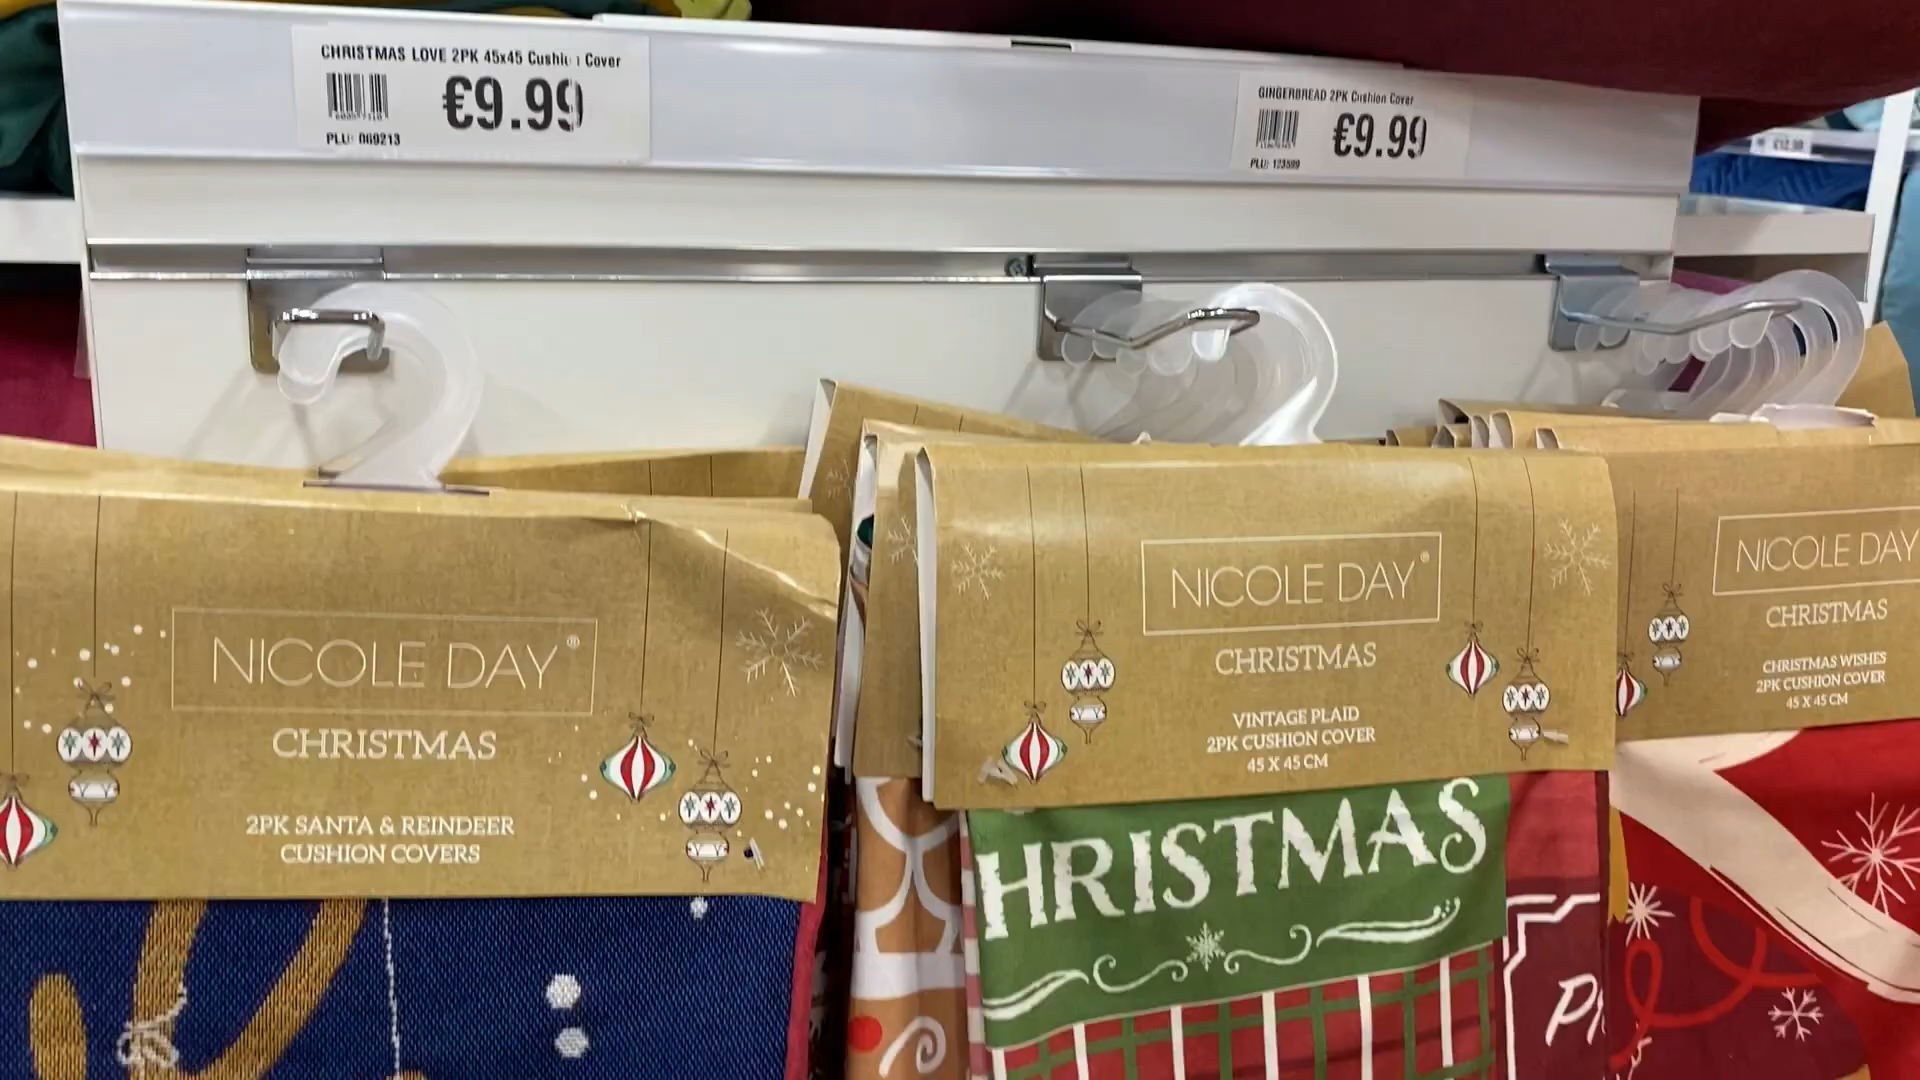 CHRISTMAS LOVE 2PK 45x45 Cushion Cover
€9.99
PLU: 069213
GINGERBREAD 2PK Cushion Cover
€9.99
PLU: 123599
NICOLE DAY®
CHRISTMAS
2PK SANTA & REINDEER
CUSHION COVERS
NICOLE DAY®
CHRISTMAS
VINTAGE PLAID
2PK CUSHION COVER
45 X 45 CM
HRISTMAS
NICOLE DAY
CHRISTMAS
CHRISTMAS WISHES
2PK CUSHION COVER
45 X 45 CM